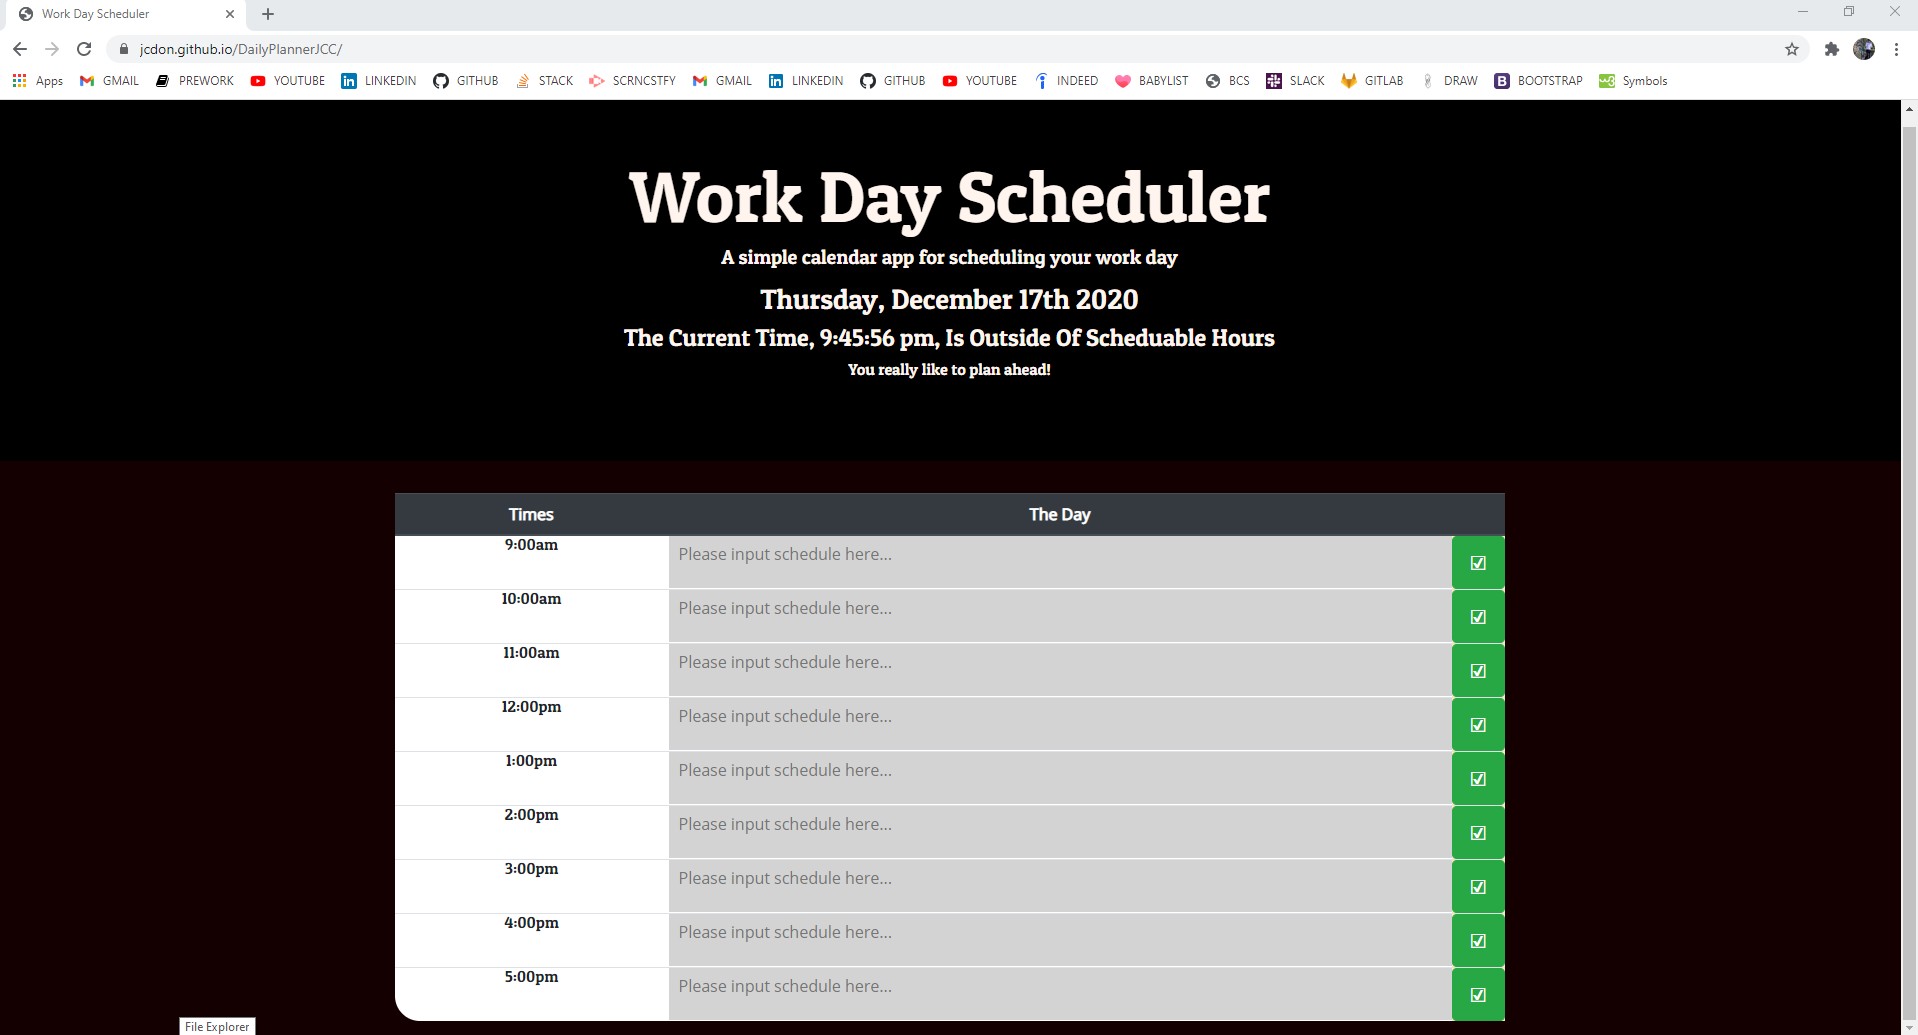 Work Day Scheduler
jcdon.github.io/DailyPlannerJCC/
Apps GMAIL PREWORK YOUTUBE LINKEDIN GITHUB STACK SCRNCSTFY GMAIL LINKEDIN GITHUB YOUTUBE INDEED BABYLIST BCS SLACK GITLAB DRAW BOOTSTRAP Symbols
Work Day Scheduler
A simple calendar app for scheduling your work day
Thursday, December 17th 2020
The Current Time, 9:45:56 pm, Is Outside Of Scheduable Hours
You really like to plan ahead!
Times The Day
9:00am Please input schedule here...
10:00am Please input schedule here...
11:00am Please input schedule here...
12:00pm Please input schedule here...
1:00pm Please input schedule here...
2:00pm Please input schedule here...
3:00pm Please input schedule here...
4:00pm Please input schedule here...
5:00pm Please input schedule here...
File Explorer